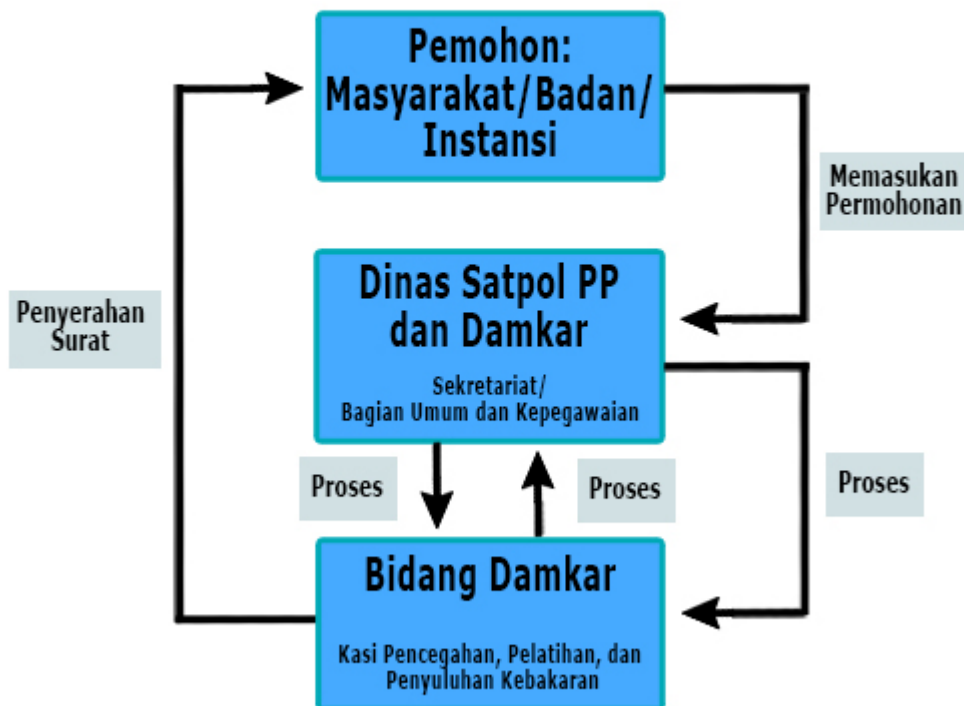 Pemohon:
Masyarakat/Badan/
Instansi
Memasukan
Permohonan
Dinas Satpol PP
dan Damkar
Sekretariat/
Bagian Umum dan Kepegawaian
Penyerahan
Surat
Proses
Proses
Proses
Bidang Damkar
Kasi Pencegahan, Pelatihan, dan
Penyuluhan Kebakaran